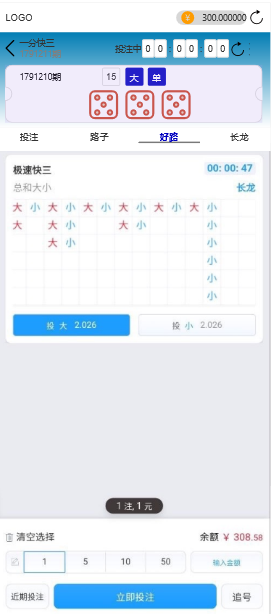 LOGO ¥ 300.000000
一分快三
投注中 0 0 : 0 0 : 0 0
1791210期 15 大 单
投注 路子 好路 长龙
极速快三 00: 00: 47
总和大小 长龙
大 小 大 小 大 小 大 小 大 小 大 小
大 大 小 大 小 小
大 小 小
小
小
小
投 大 2.026 投 小 2.026
1 注, 1 元
清空选择 余额 ¥ 308.58
1 5 10 50 输入金额
近期投注 立即投注 追号